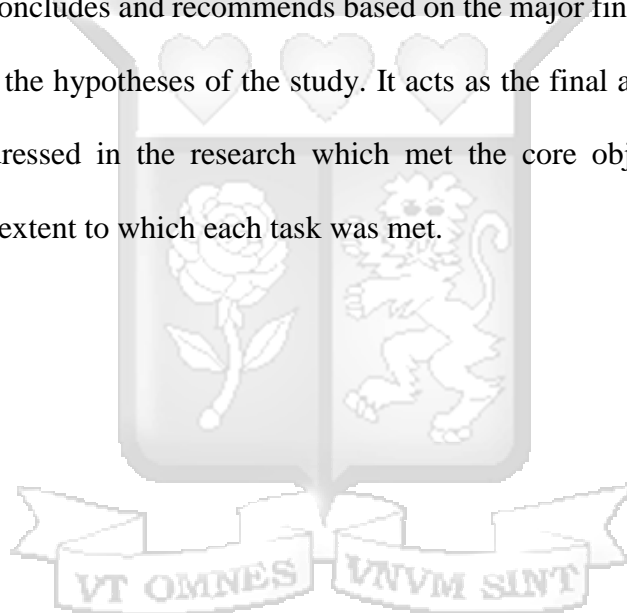 oncludes and recommends based on the major fin
the hypotheses of the study. It acts as the final a
ressed in the research which met the core obj
extent to which each task was met.
VT OMNES VNVM SINT